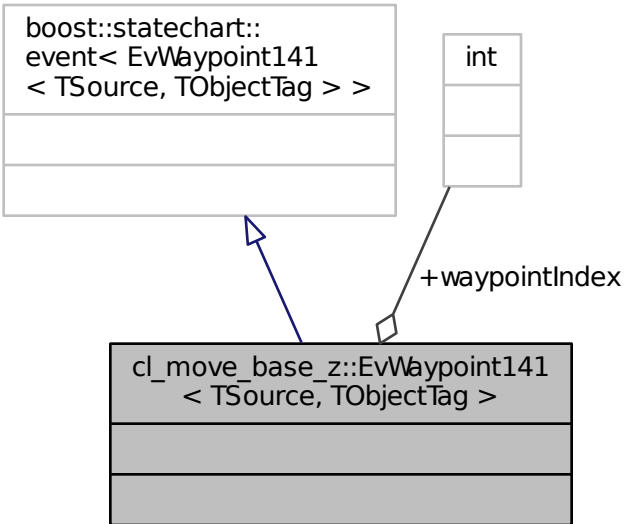 boost::statechart::
event< EvWaypoint141
< TSource, TObjectTag > >
int
+waypointIndex
cl_move_base_z::EvWaypoint141
< TSource, TObjectTag >